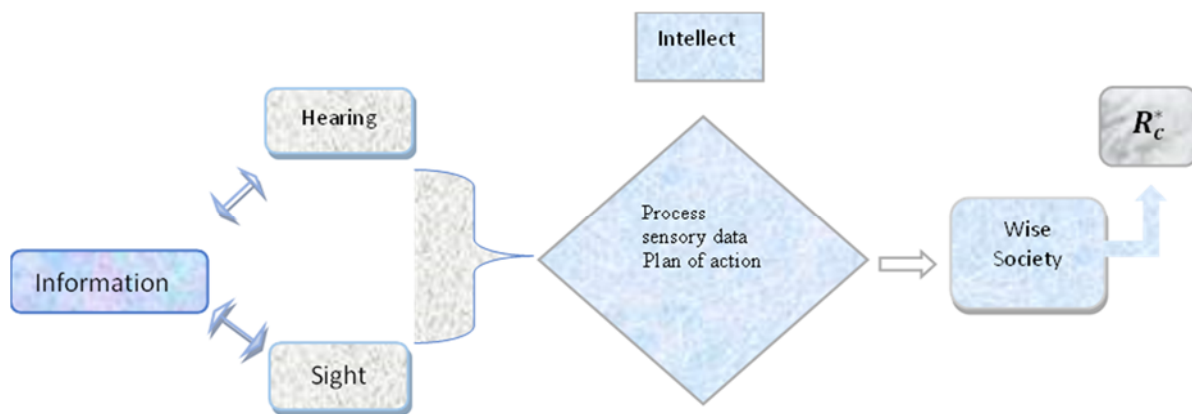 Intellect
Hearing
R*c
Process
sensory data
Plan of action
Wise
Society
Information
Sight